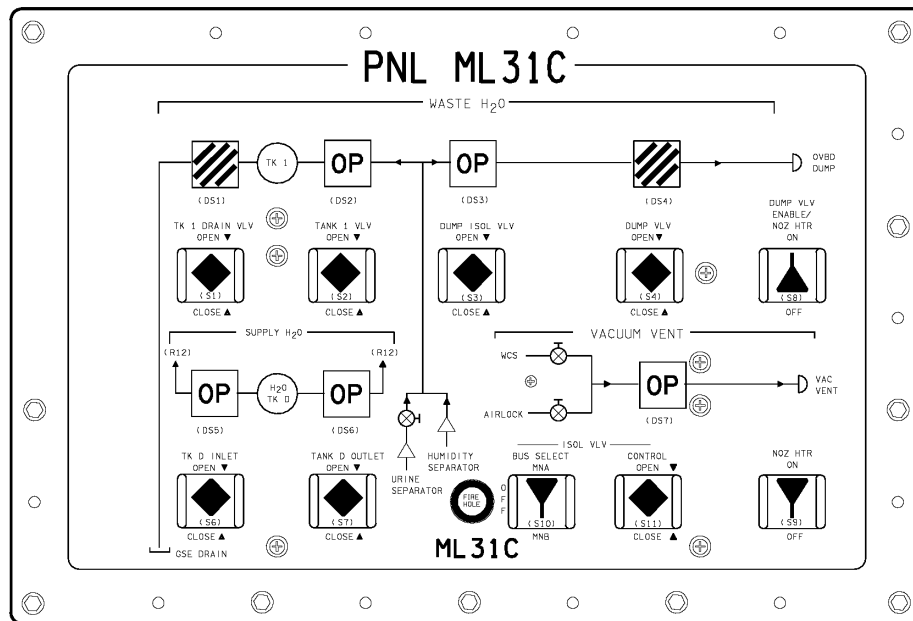 PNL ML31C
WASTE H2O
TK 1
OP
OP
OVBD
DUMP
(DS1)
(DS2)
(DS3)
(DS4)
TK 1 DRAIN VLV
OPEN ▼
TANK 1 VLV
OPEN ▼
DUMP ISOL VLV
OPEN ▼
DUMP VLV
OPEN ▼
DUMP VLV
ENABLE/
NOZ HTR
ON
(S1)
(S2)
(S3)
(S4)
(S8)
CLOSE ▲
CLOSE ▲
CLOSE ▲
CLOSE ▲
OFF
SUPPLY H2O
VACUUM VENT
(R12)
(R12)
WCS
OP
H2O
TK D
OP
OP
VAC
VENT
AIRLOCK
(DS5)
(DS6)
(DS7)
TK D INLET
OPEN ▼
TANK D OUTLET
OPEN ▼
HUMIDITY
SEPARATOR
URINE
SEPARATOR
ISOL VLV
BUS SELECT
MNA
CONTROL
OPEN ▼
NOZ HTR
ON
FIRE
HOLE
OFF
(S6)
(S7)
(S10)
(S11)
(S9)
CLOSE ▲
CLOSE ▲
MNB
CLOSE ▲
OFF
GSE DRAIN
ML31C